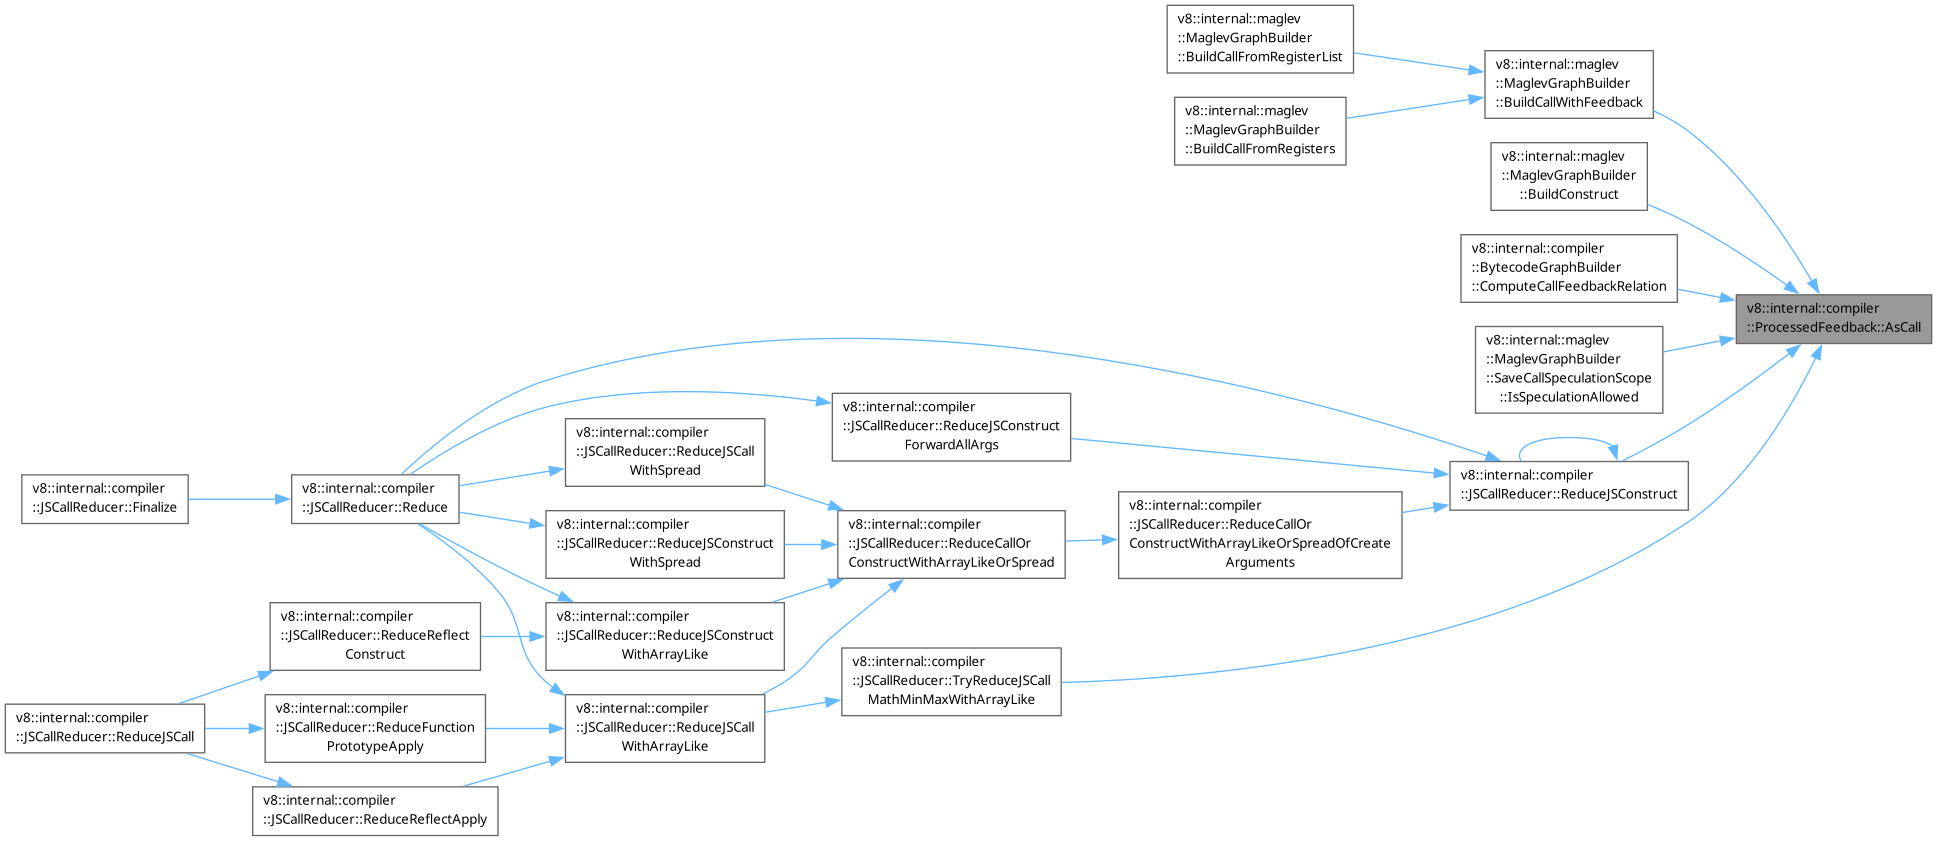 v8::internal::maglev
::MaglevGraphBuilder
::BuildCallFromRegisterList
v8::internal::maglev
::MaglevGraphBuilder
::BuildCallWithFeedback
v8::internal::maglev
::MaglevGraphBuilder
::BuildCallFromRegisters
v8::internal::maglev
::MaglevGraphBuilder
::BuildConstruct
v8::internal::compiler
::BytecodeGraphBuilder
::ComputeCallFeedbackRelation
v8::internal::compiler
::ProcessedFeedback::AsCall
v8::internal::maglev
::MaglevGraphBuilder
::SaveCallSpeculationScope
::IsSpeculationAllowed
v8::internal::compiler
::JSCallReducer::ReduceJSConstruct
ForwardAllArgs
v8::internal::compiler
::JSCallReducer::ReduceJSCall
WithSpread
v8::internal::compiler
::JSCallReducer::ReduceJSConstruct
v8::internal::compiler
::JSCallReducer::Finalize
v8::internal::compiler
::JSCallReducer::Reduce
v8::internal::compiler
::JSCallReducer::ReduceCallOr
ConstructWithArrayLikeOrSpreadOfCreate
Arguments
v8::internal::compiler
::JSCallReducer::ReduceJSConstruct
WithSpread
v8::internal::compiler
::JSCallReducer::ReduceCallOr
ConstructWithArrayLikeOrSpread
v8::internal::compiler
::JSCallReducer::ReduceReflect
Construct
v8::internal::compiler
::JSCallReducer::ReduceJSConstruct
WithArrayLike
v8::internal::compiler
::JSCallReducer::TryReduceJSCall
MathMinMaxWithArrayLike
v8::internal::compiler
::JSCallReducer::ReduceJSCall
v8::internal::compiler
::JSCallReducer::ReduceFunction
PrototypeApply
v8::internal::compiler
::JSCallReducer::ReduceJSCall
WithArrayLike
v8::internal::compiler
::JSCallReducer::ReduceReflectApply